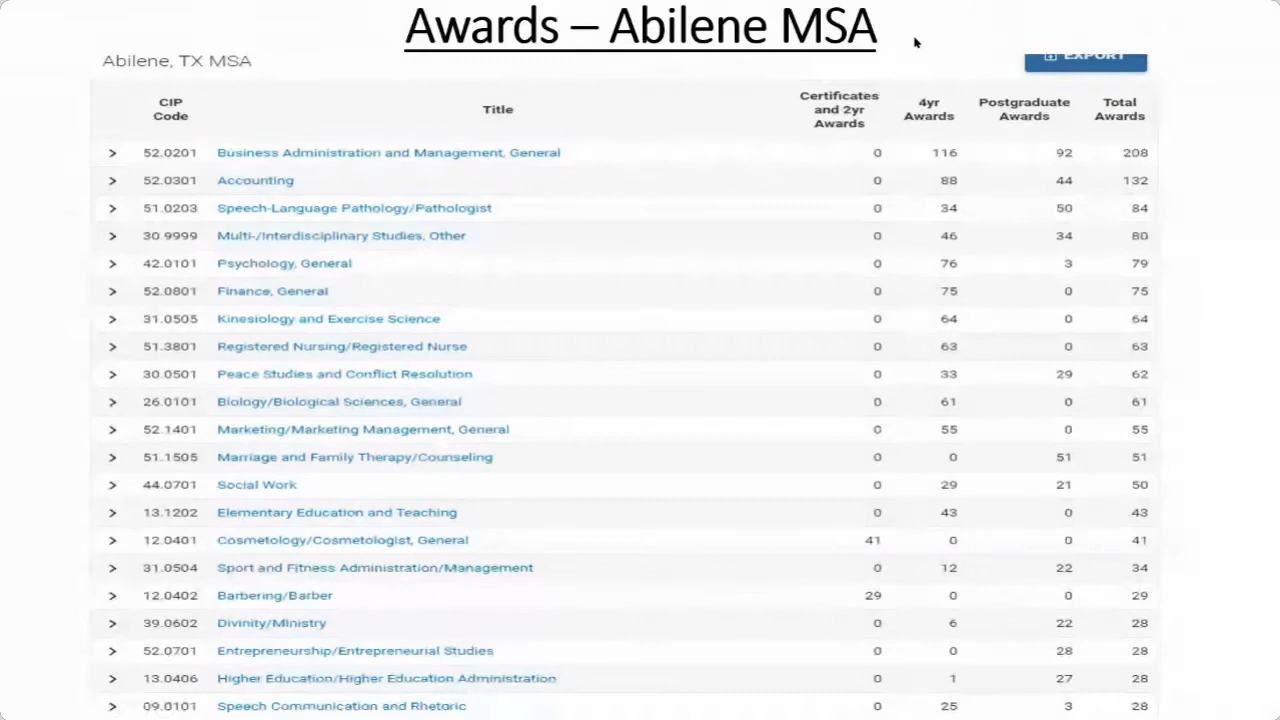 Awards – Abilene MSA
Abilene, TX MSA
EXPORT
CIP Code Title Certificates and 2yr Awards 4yr Awards Postgraduate Awards Total Awards
> 52.0201 Business Administration and Management, General 0 116 92 208
> 52.0301 Accounting 0 88 44 132
> 51.0203 Speech-Language Pathology/Pathologist 0 34 50 84
> 30.9999 Multi-/Interdisciplinary Studies, Other 0 46 34 80
> 42.0101 Psychology, General 0 76 3 79
> 52.0801 Finance, General 0 75 0 75
> 31.0505 Kinesiology and Exercise Science 0 64 0 64
> 51.3801 Registered Nursing/Registered Nurse 0 63 0 63
> 30.0501 Peace Studies and Conflict Resolution 0 33 29 62
> 26.0101 Biology/Biological Sciences, General 0 61 0 61
> 52.1401 Marketing/Marketing Management, General 0 55 0 55
> 51.1505 Marriage and Family Therapy/Counseling 0 0 51 51
> 44.0701 Social Work 0 29 21 50
> 13.1202 Elementary Education and Teaching 0 43 0 43
> 12.0401 Cosmetology/Cosmetologist, General 41 0 0 41
> 31.0504 Sport and Fitness Administration/Management 0 12 22 34
> 12.0402 Barbering/Barber 29 0 0 29
> 39.0602 Divinity/Ministry 0 6 22 28
> 52.0701 Entrepreneurship/Entrepreneurial Studies 0 0 28 28
> 13.0406 Higher Education/Higher Education Administration 0 1 27 28
> 09.0101 Speech Communication and Rhetoric 0 25 3 28